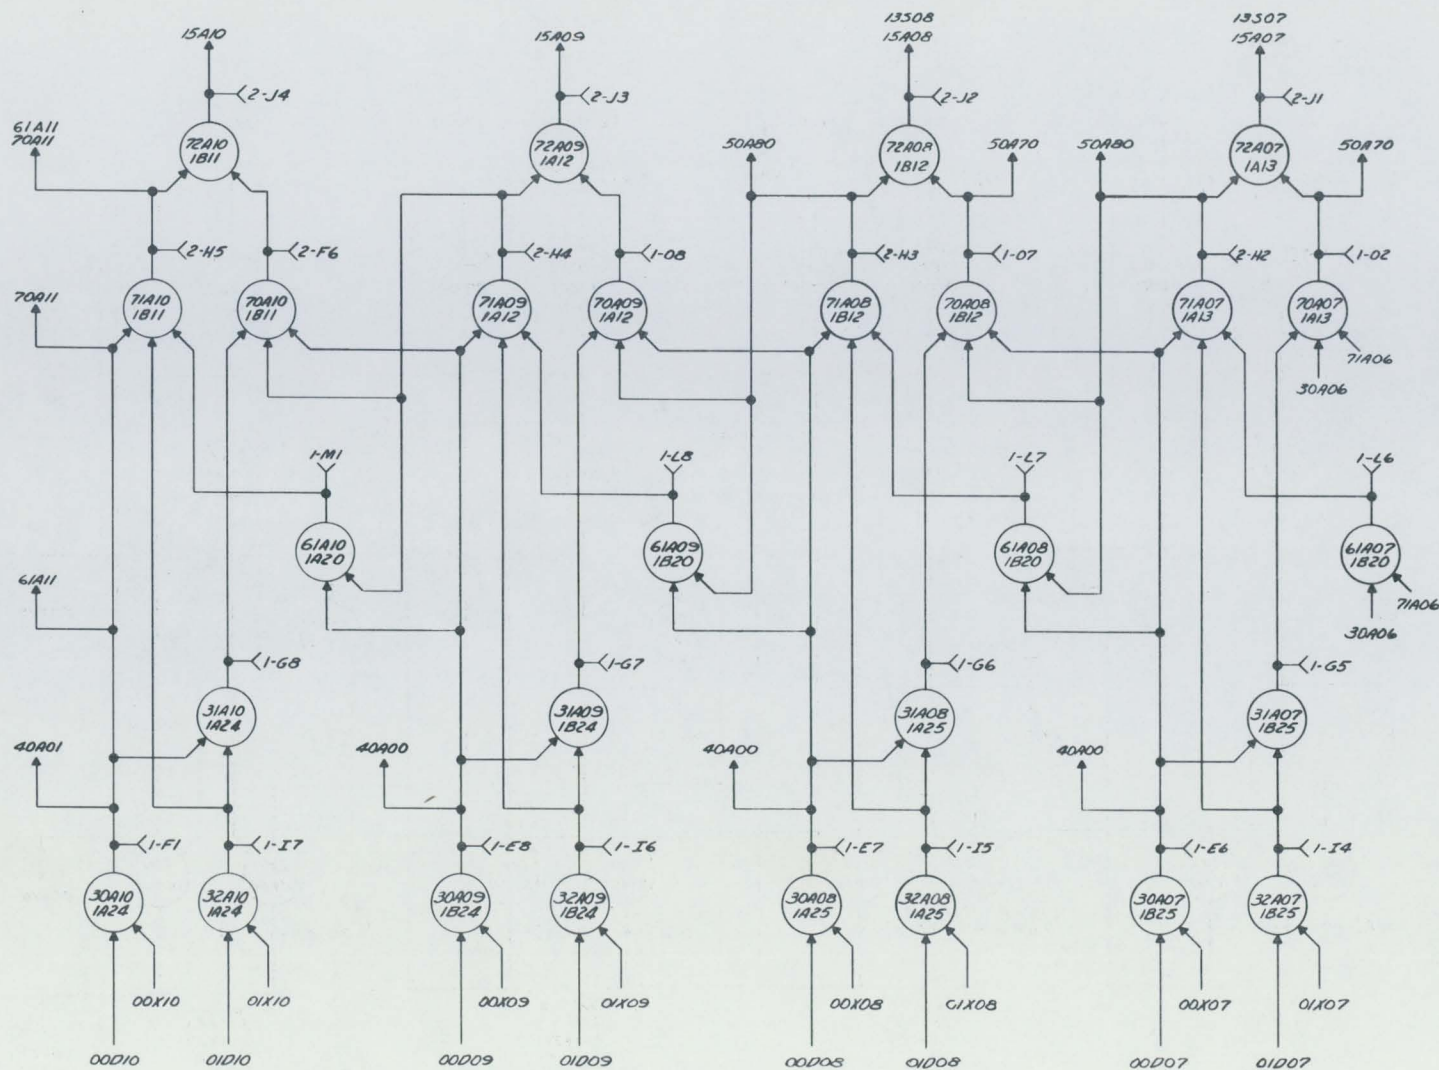 15A10
15A09
13S08
15A08
13S07
15A07
2-J4
2-J3
2-J2
2-J1
61A11
70A11
72A10
1B11
72A09
1A12
50A80
72A08
1B12
50A70
50A80
72A07
1A13
50A70
2-H5
2-F6
2-H4
1-08
2-H3
1-07
2-H2
1-02
70A11
71A10
1B11
70A10
1B11
71A09
1A12
70A09
1A12
71A08
1B12
70A08
1B12
71A07
1A13
70A07
1A13
71A06
30A06
1-M1
1-L8
1-L7
1-L6
61A10
1A20
61A09
1B20
61A08
1B20
61A07
1B20
61A11
71A06
30A06
1-G8
1-G7
1-G6
1-G5
31A10
1A24
31A09
1B24
31A08
1A25
31A07
1B25
40A01
40A00
40A00
40A00
1-F1
1-I7
1-E8
1-I6
1-E7
1-I5
1-E6
1-I4
30A10
1A24
32A10
1A24
30A09
1B24
32A09
1B24
30A08
1A25
32A08
1A25
30A07
1B25
32A07
1B25
00X10
01X10
00X09
01X09
00X08
01X08
00X07
01X07
00D10
01D10
00D09
01D09
00D08
01D08
00D07
01D07